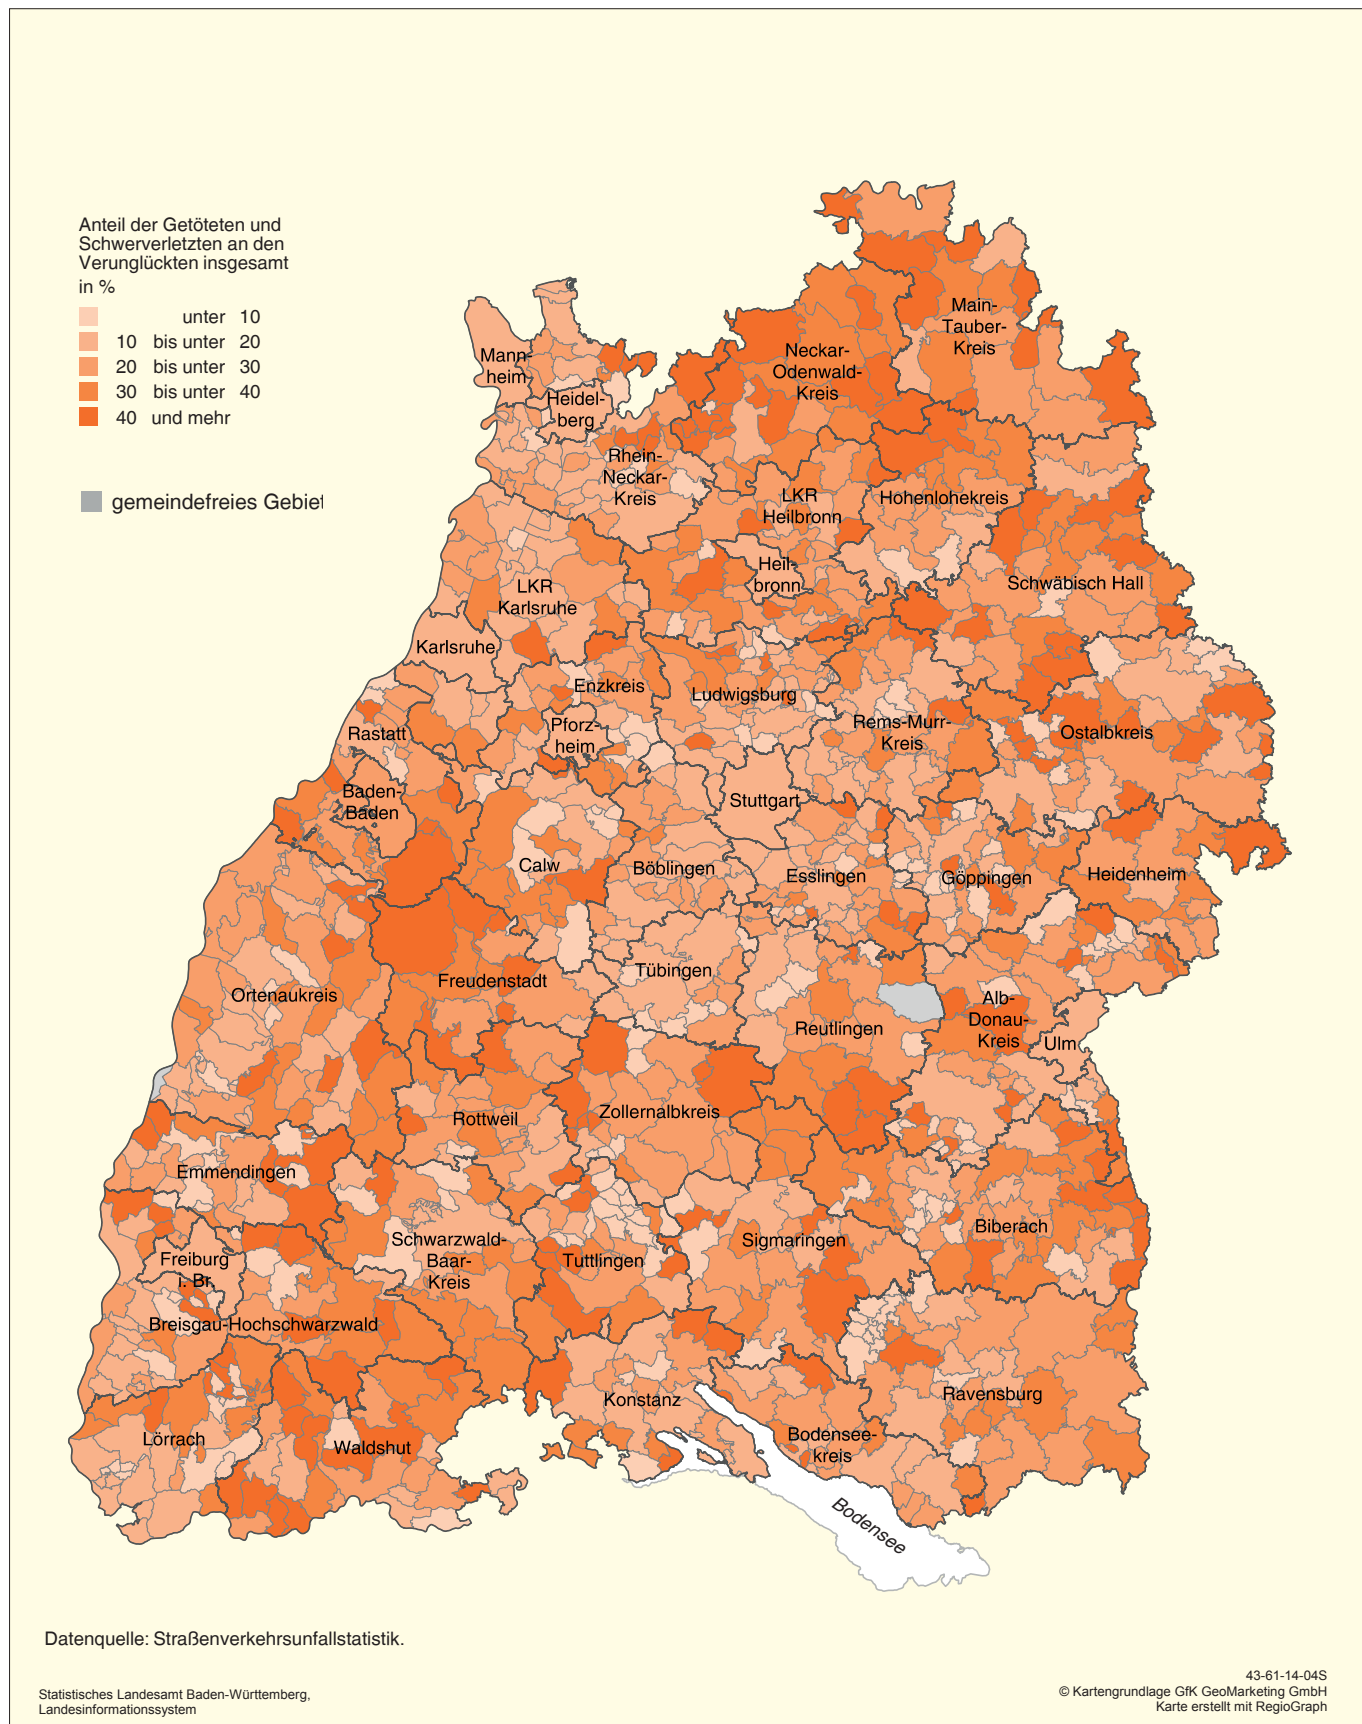 Anteil der Getöteten und
Schwerverletzten an den
Verunglückten insgesamt
in %
unter 10
10 bis unter 20
20 bis unter 30
30 bis unter 40
40 und mehr
gemeindefreies Gebiet
Main-
Tauber-
Kreis
Neckar-
Odenwald-
Kreis
Mann-
heim
Heidel-
berg
Rhein-
Neckar-
Kreis
LKR
Heilbronn
Hohenlohekreis
Heil-
bronn
Schwäbisch Hall
LKR
Karlsruhe
Karlsruhe
Enzkreis
Ludwigsburg
Rems-Murr-
Kreis
Ostalbkreis
Rastatt
Pforz-
heim
Baden-
Baden
Stuttgart
Calw
Böblingen
Esslingen
Göppingen
Heidenheim
Freudenstadt
Tübingen
Ortenaukreis
Reutlingen
Alb-
Donau-
Kreis
Ulm
Rottweil
Zollernalbkreis
Emmendingen
Biberach
Schwarzwald-
Baar-
Kreis
Tuttlingen
Sigmaringen
Freiburg
i. Br.
Breisgau-Hochschwarzwald
Konstanz
Ravensburg
Lörrach
Waldshut
Bodensee-
kreis
Bodensee
Datenquelle: Straßenverkehrsunfallstatistik.
Statistisches Landesamt Baden-Württemberg,
Landesinformationssystem
43-61-14-04S
© Kartengrundlage GfK GeoMarketing GmbH
Karte erstellt mit RegioGraph